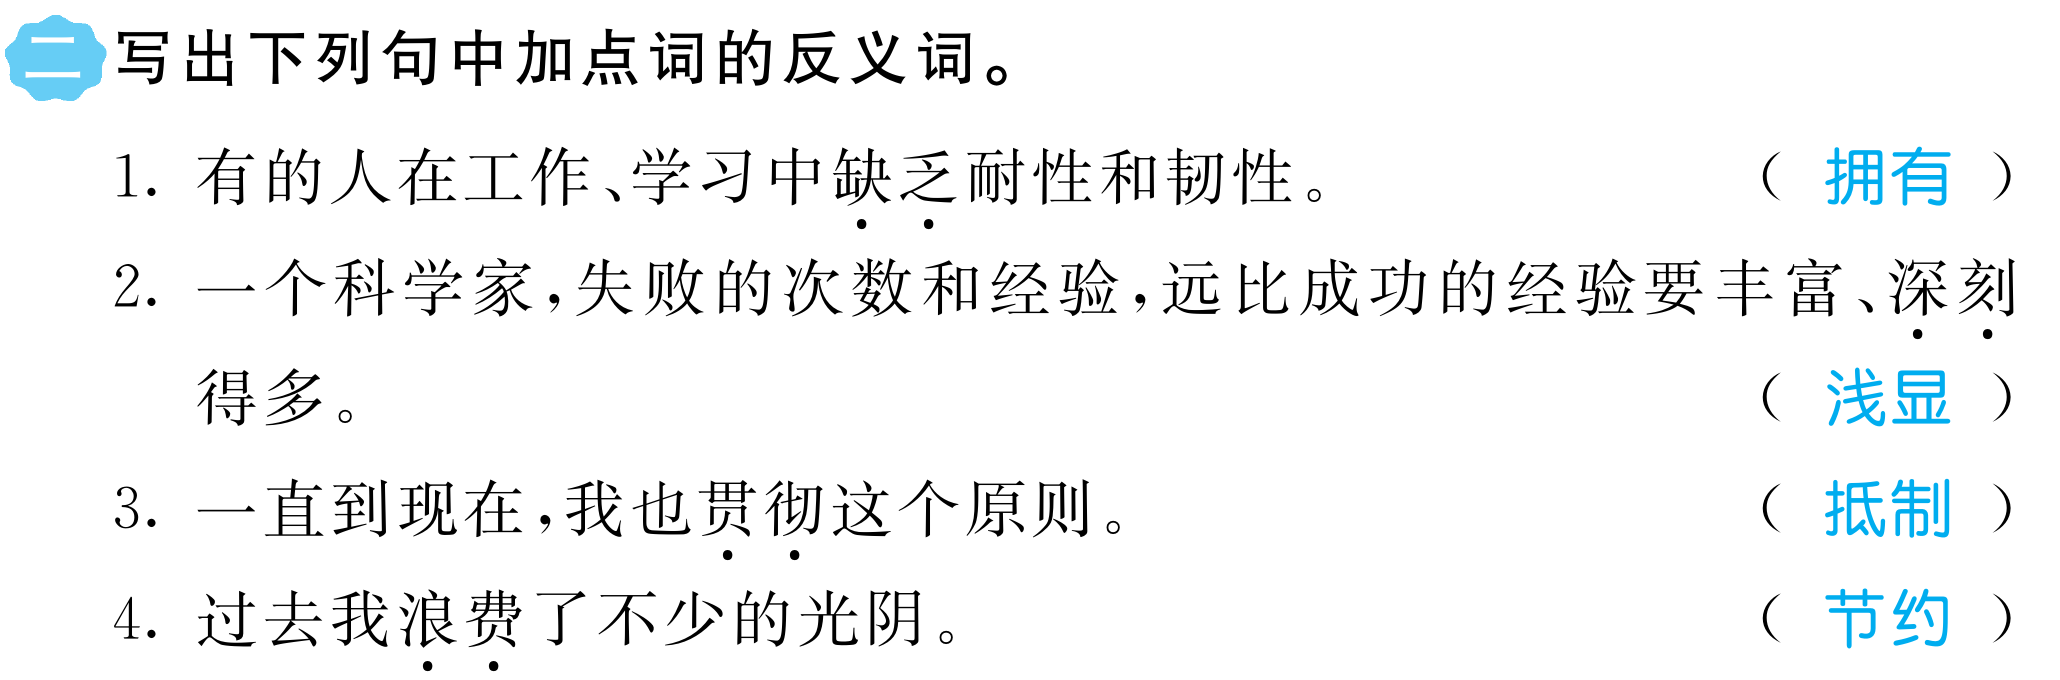 二 写出下列句中加点词的反义词。
1. 有的人在工作、学习中缺乏耐性和韧性。 （ 拥有 ）
2. 一个科学家,失败的次数和经验,远比成功的经验要丰富、深刻
得多。 （ 浅显 ）
3. 一直到现在,我也贯彻这个原则。 （ 抵制 ）
4. 过去我浪费了不少的光阴。 （ 节约 ）